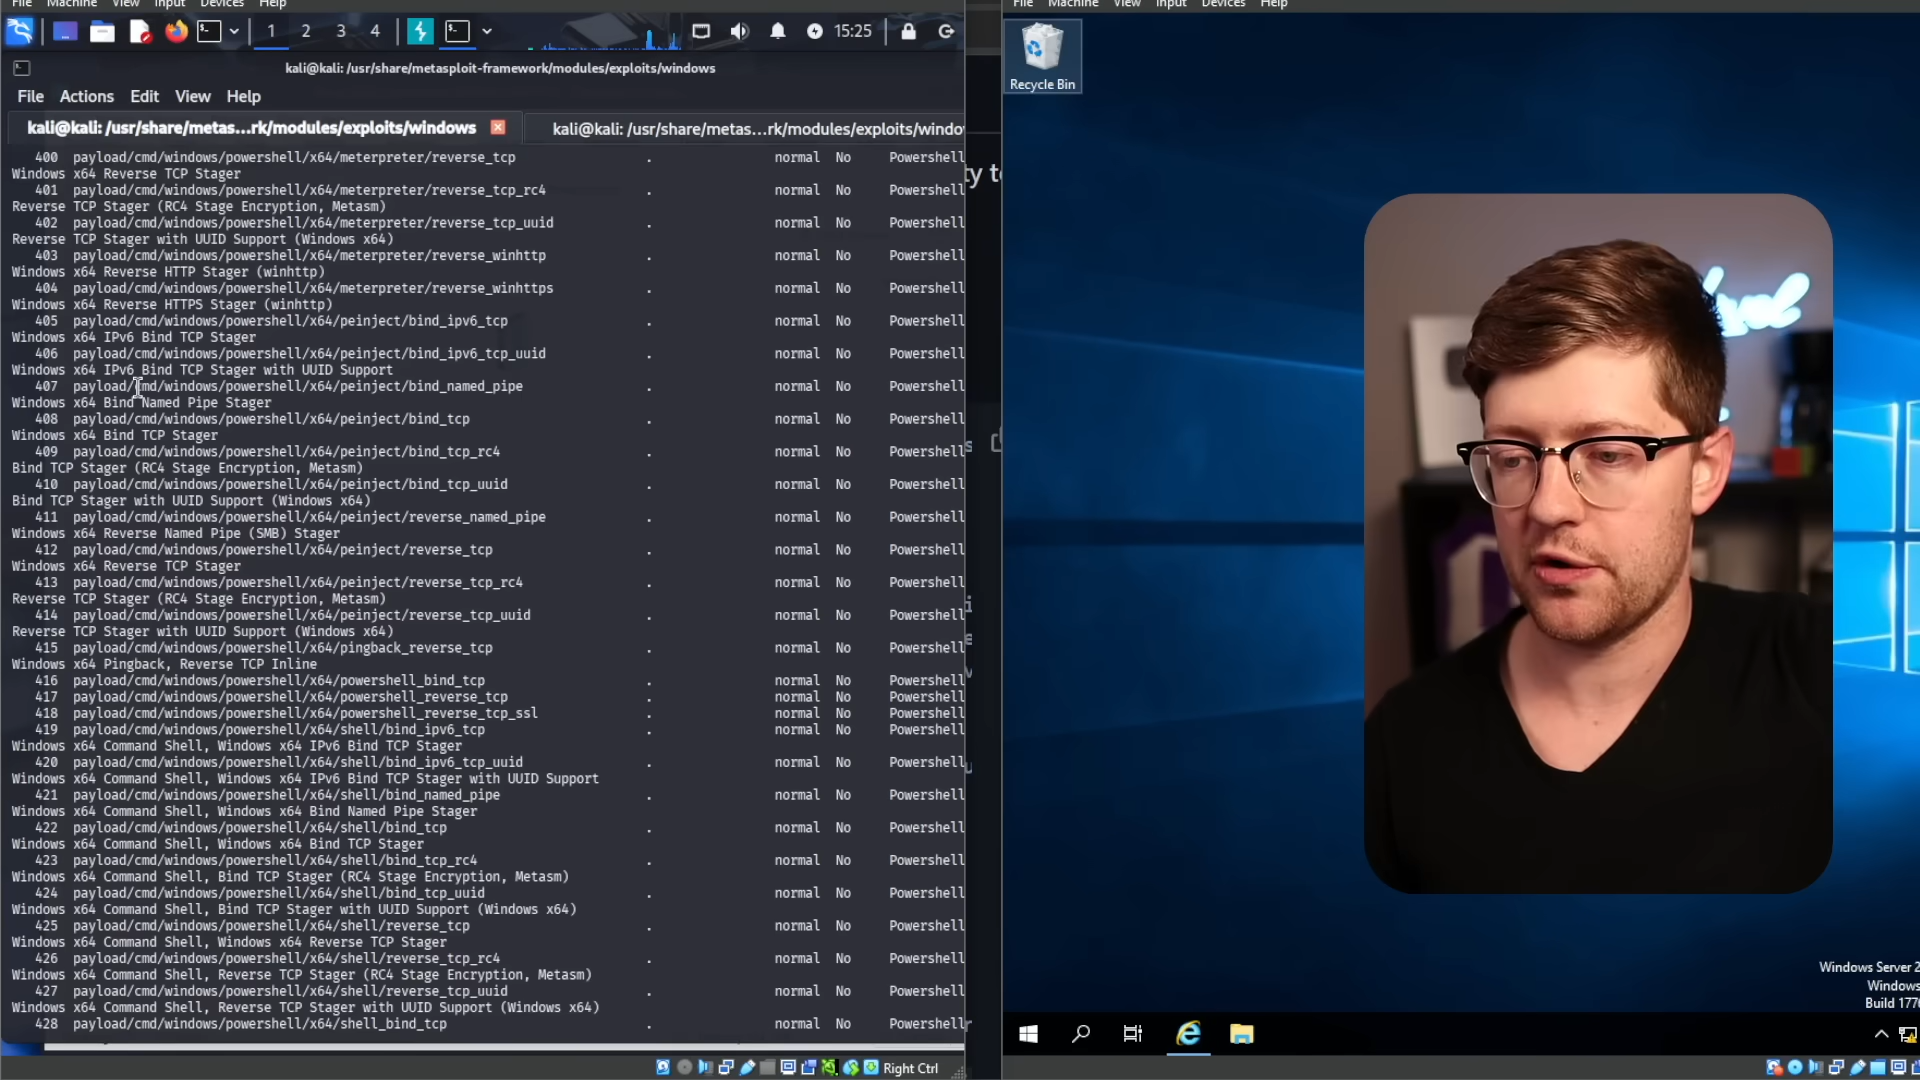 File Machine View Input Devices Help
1 2 3 4 15:25
kali@kali: /usr/share/metasploit-framework/modules/exploits/windows
File Actions Edit View Help
kali@kali: /usr/share/metas...rk/modules/exploits/windows
kali@kali: /usr/share/metas...rk/modules/exploits/windo
400 payload/cmd/windows/powershell/x64/meterpreter/reverse_tcp . normal No Powershell
Windows x64 Reverse TCP Stager
401 payload/cmd/windows/powershell/x64/meterpreter/reverse_tcp_rc4 . normal No Powershell
Reverse TCP Stager (RC4 Stage Encryption, Metasm)
402 payload/cmd/windows/powershell/x64/meterpreter/reverse_tcp_uuid . normal No Powershell
Reverse TCP Stager with UUID Support (Windows x64)
403 payload/cmd/windows/powershell/x64/meterpreter/reverse_winhttp . normal No Powershell
Windows x64 Reverse HTTP Stager (winhttp)
404 payload/cmd/windows/powershell/x64/meterpreter/reverse_winhttps . normal No Powershell
Windows x64 Reverse HTTPS Stager (winhttp)
405 payload/cmd/windows/powershell/x64/peinject/bind_ipv6_tcp . normal No Powershell
Windows x64 IPv6 Bind TCP Stager
406 payload/cmd/windows/powershell/x64/peinject/bind_ipv6_tcp_uuid . normal No Powershell
Windows x64 IPv6 Bind TCP Stager with UUID Support
407 payload/cmd/windows/powershell/x64/peinject/bind_named_pipe . normal No Powershell
Windows x64 Bind Named Pipe Stager
408 payload/cmd/windows/powershell/x64/peinject/bind_tcp . normal No Powershell
Windows x64 Bind TCP Stager
409 payload/cmd/windows/powershell/x64/peinject/bind_tcp_rc4 . normal No Powershell
Bind TCP Stager (RC4 Stage Encryption, Metasm)
410 payload/cmd/windows/powershell/x64/peinject/bind_tcp_uuid . normal No Powershell
Bind TCP Stager with UUID Support (Windows x64)
411 payload/cmd/windows/powershell/x64/peinject/reverse_named_pipe . normal No Powershell
Windows x64 Reverse Named Pipe (SMB) Stager
412 payload/cmd/windows/powershell/x64/peinject/reverse_tcp . normal No Powershell
Windows x64 Reverse TCP Stager
413 payload/cmd/windows/powershell/x64/peinject/reverse_tcp_rc4 . normal No Powershell
Reverse TCP Stager (RC4 Stage Encryption, Metasm)
414 payload/cmd/windows/powershell/x64/peinject/reverse_tcp_uuid . normal No Powershell
Reverse TCP Stager with UUID Support (Windows x64)
415 payload/cmd/windows/powershell/x64/pingback_reverse_tcp . normal No Powershell
Windows x64 Pingback, Reverse TCP Inline
416 payload/cmd/windows/powershell/x64/powershell_bind_tcp . normal No Powershell
417 payload/cmd/windows/powershell/x64/powershell_reverse_tcp . normal No Powershell
418 payload/cmd/windows/powershell/x64/powershell_reverse_tcp_ssl . normal No Powershell
419 payload/cmd/windows/powershell/x64/shell/bind_ipv6_tcp . normal No Powershell
Windows x64 Command Shell, Windows x64 IPv6 Bind TCP Stager
420 payload/cmd/windows/powershell/x64/shell/bind_ipv6_tcp_uuid . normal No Powershell
Windows x64 Command Shell, Windows x64 IPv6 Bind TCP Stager with UUID Support
421 payload/cmd/windows/powershell/x64/shell/bind_named_pipe . normal No Powershell
Windows x64 Command Shell, Windows x64 Bind Named Pipe Stager
422 payload/cmd/windows/powershell/x64/shell/bind_tcp . normal No Powershell
Windows x64 Command Shell, Windows x64 Bind TCP Stager
423 payload/cmd/windows/powershell/x64/shell/bind_tcp_rc4 . normal No Powershell
Windows x64 Command Shell, Bind TCP Stager (RC4 Stage Encryption, Metasm)
424 payload/cmd/windows/powershell/x64/shell/bind_tcp_uuid . normal No Powershell
Windows x64 Command Shell, Bind TCP Stager with UUID Support (Windows x64)
425 payload/cmd/windows/powershell/x64/shell/reverse_tcp . normal No Powershell
Windows x64 Command Shell, Windows x64 Reverse TCP Stager
426 payload/cmd/windows/powershell/x64/shell/reverse_tcp_rc4 . normal No Powershell
Windows x64 Command Shell, Reverse TCP Stager (RC4 Stage Encryption, Metasm)
427 payload/cmd/windows/powershell/x64/shell/reverse_tcp_uuid . normal No Powershell
Windows x64 Command Shell, Reverse TCP Stager with UUID Support (Windows x64)
428 payload/cmd/windows/powershell/x64/shell_bind_tcp . normal No Powershell
Right Ctrl
ty t
File Machine View Input Devices Help
Recycle Bin
Windows Server 2
Windows
Build 177